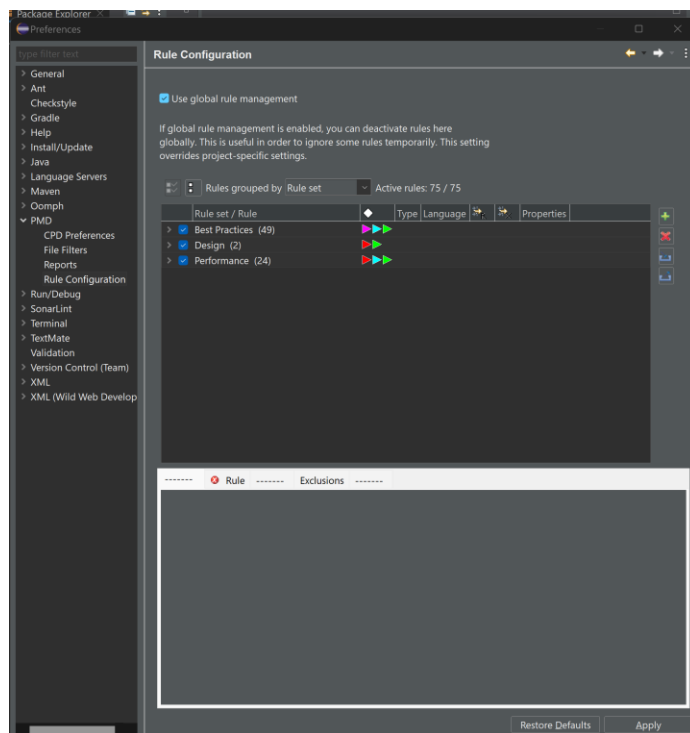 Package Explorer
Preferences
type filter text
Rule Configuration
General
Ant
Checkstyle
Gradle
Help
Install/Update
Java
Language Servers
Maven
Oomph
PMD
CPD Preferences
File Filters
Reports
Rule Configuration
Run/Debug
SonarLint
Terminal
TextMate
Validation
Version Control (Team)
XML
XML (Wild Web Develop
Use global rule management
If global rule management is enabled, you can deactivate rules here
globally. This is useful in order to ignore some rules temporarily. This setting
overrides project-specific settings.
Rules grouped by Rule set Active rules: 75 / 75
Rule set / Rule Type Language Properties
Best Practices (49)
Design (2)
Performance (24)
------- Rule ------- Exclusions -------
Restore Defaults Apply